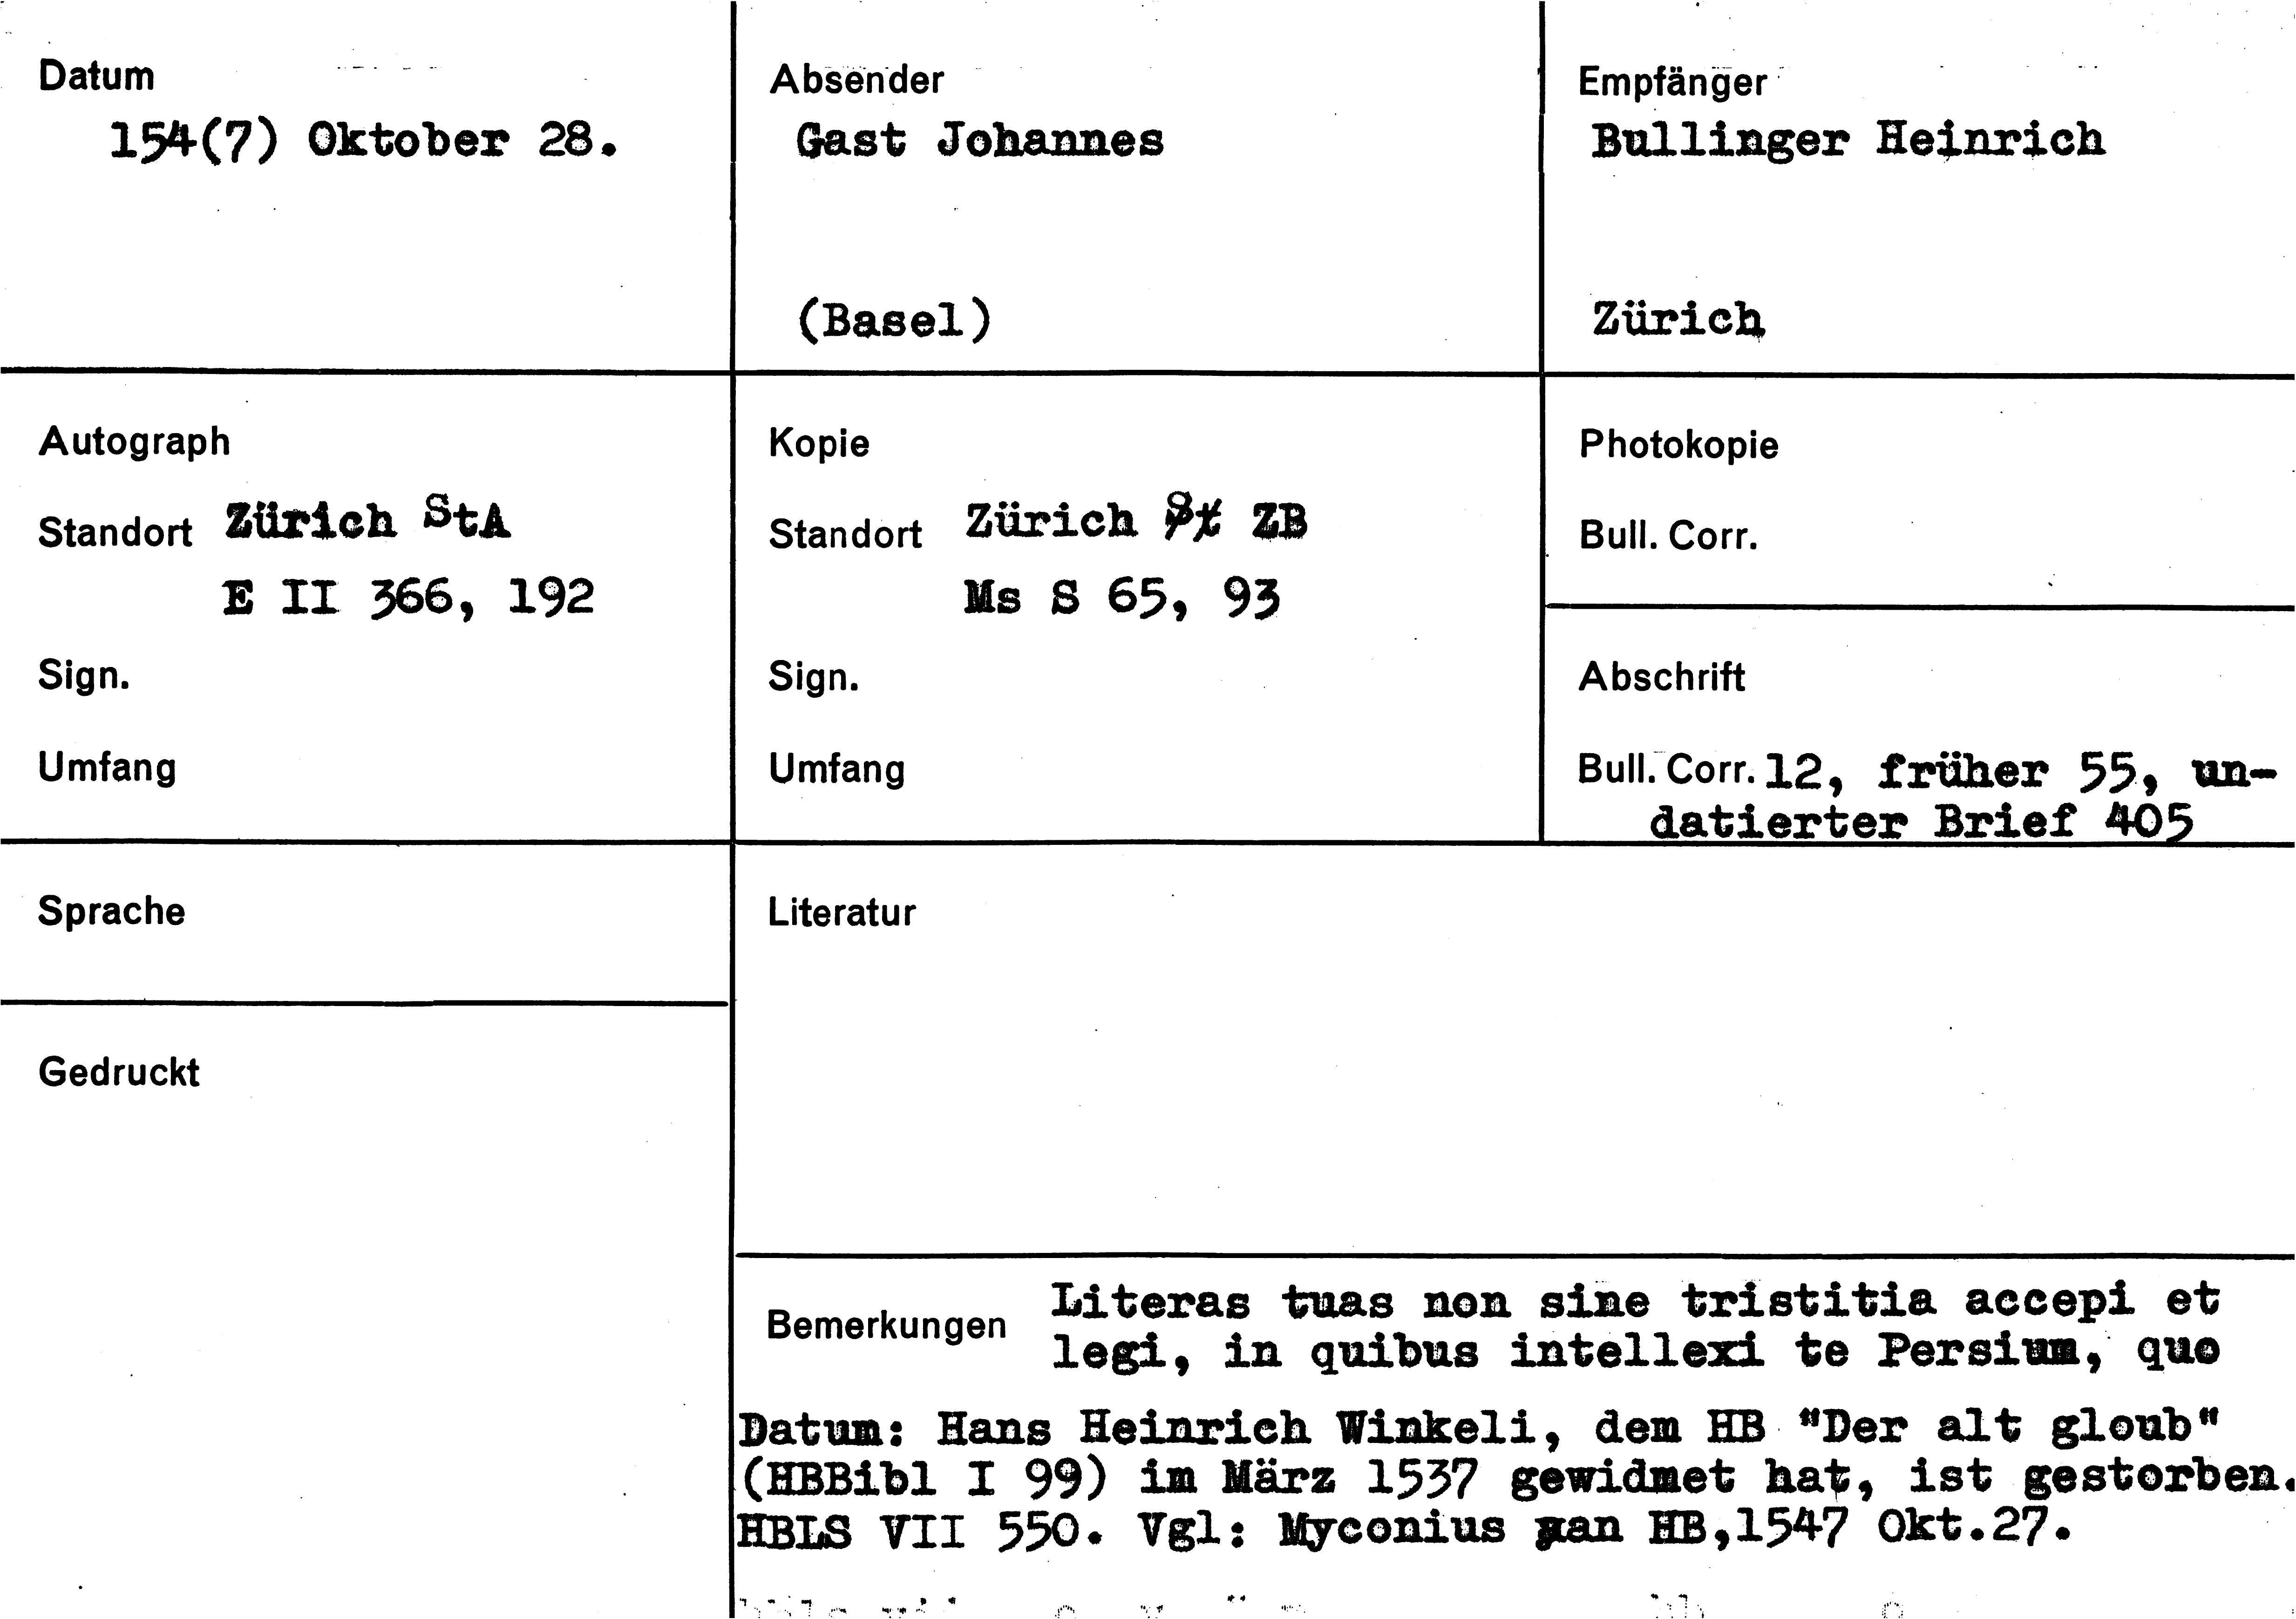 Datum
154(7) Oktober 28.
Absender
Gast Johannes
(Basel)
Empfänger
Bullinger Heinrich
Zürich
Autograph
Standort Zürich StA
E II 366, 192
Sign.
Umfang
Kopie
Standort Zürich St ZB
Ms S 65, 93
Sign.
Umfang
Photokopie
Bull. Corr.
Abschrift
Bull. Corr. 12, früher 55, un-
datierter Brief 405
Sprache
Gedruckt
Literatur
Bemerkungen Literas tuas non sine tristitia accepi et
legi, in quibus intellexi te Persium, quo
Datum: Hans Heinrich Winkeli, dem HB "Der alt gloub"
(HBBibl I 99) im März 1537 gewidmet hat, ist gestorben.
HBLS VII 550. Vgl: Myconius an HB,1547 Okt.27.